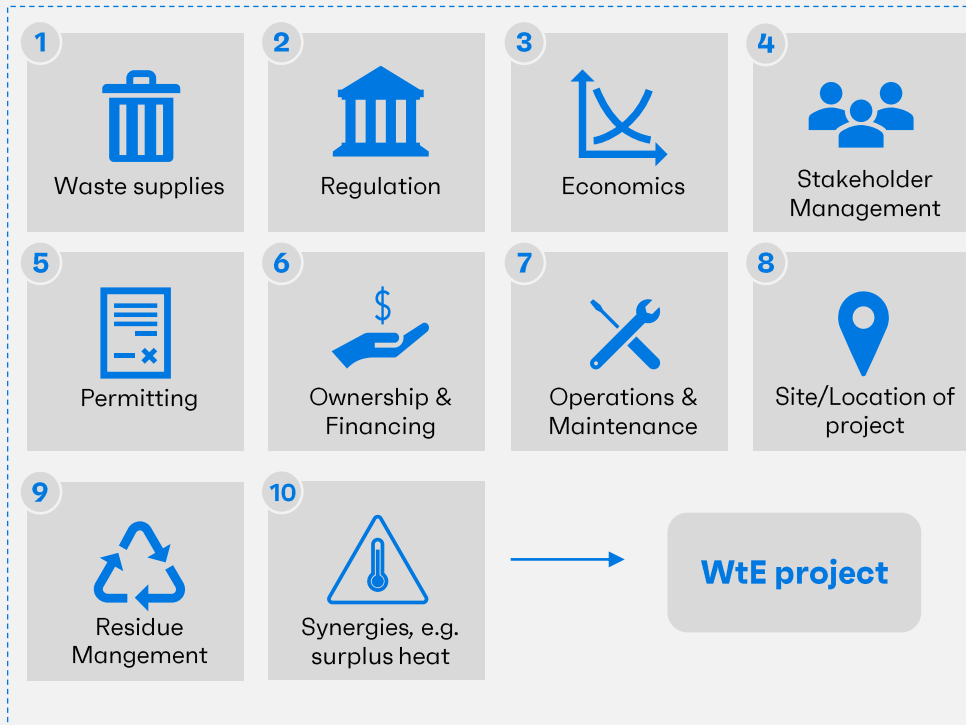 1
Waste supplies
2
Regulation
3
Economics
4
Stakeholder
Management
5
Permitting
6
$
Ownership &
Financing
7
Operations &
Maintenance
8
Site/Location of
project
9
Residue
Mangement
10
Synergies, e.g.
surplus heat
WtE project